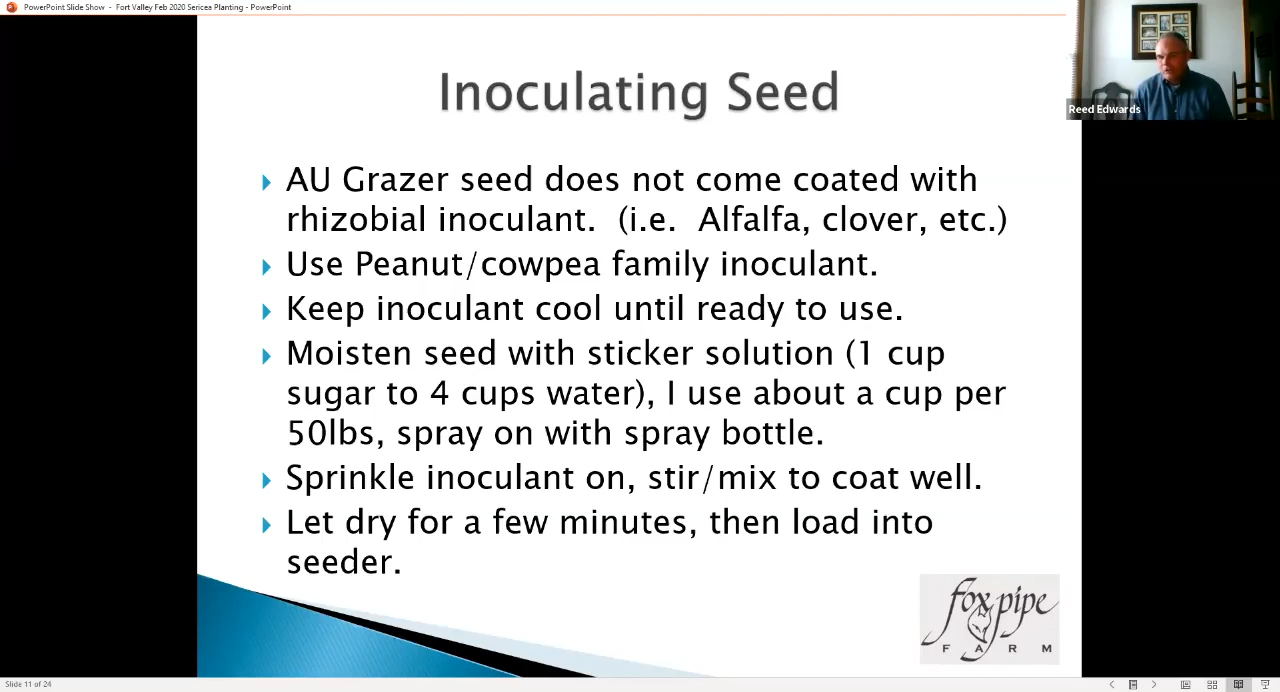 PowerPoint Slide Show - Fort Valley Feb 2020 Sericea Planting - PowerPoint
Reed Edwards
Inoculating Seed
AU Grazer seed does not come coated with
rhizobial inoculant. (i.e. Alfalfa, clover, etc.)
Use Peanut/cowpea family inoculant.
Keep inoculant cool until ready to use.
Moisten seed with sticker solution (1 cup
sugar to 4 cups water), I use about a cup per
50lbs, spray on with spray bottle.
Sprinkle inoculant on, stir/mix to coat well.
Let dry for a few minutes, then load into
seeder.
fox pipe
FARM
Slide 11 of 24